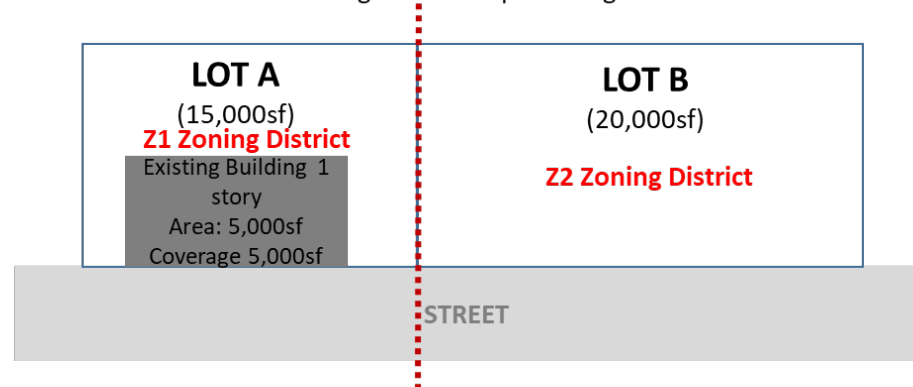 LOT A
(15,000sf)
Z1 Zoning District
Existing Building 1
story
Area: 5,000sf
Coverage 5,000sf
LOT B
(20,000sf)
Z2 Zoning District
STREET